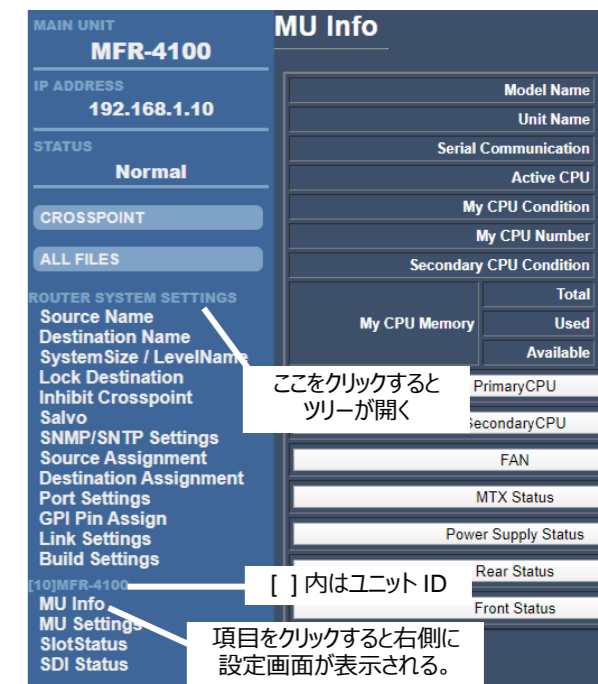 MAIN UNIT
MFR-4100
IP ADDRESS
192.168.1.10
STATUS
Normal
CROSSPOINT
ALL FILES
ROUTER SYSTEM SETTINGS
Source Name
Destination Name
SystemSize / LevelName
Lock Destination
Inhibit Crosspoint
Salvo
SNMP/SNTP Settings
Source Assignment
Destination Assignment
Port Settings
GPI Pin Assign
Link Settings
Build Settings
[10]MFR-4100
MU Info
MU Settings
SlotStatus
SDI Status
MU Info
Model Name
Unit Name
Serial Communication
Active CPU
My CPU Condition
My CPU Number
Secondary CPU Condition
My CPU Memory
Total
Used
Available
PrimaryCPU
SecondaryCPU
FAN
MTX Status
Power Supply Status
Rear Status
Front Status
ここをクリックすると
ツリーが開く
[ ] 内はユニット ID
項目をクリックすると右側に
設定画面が表示される。